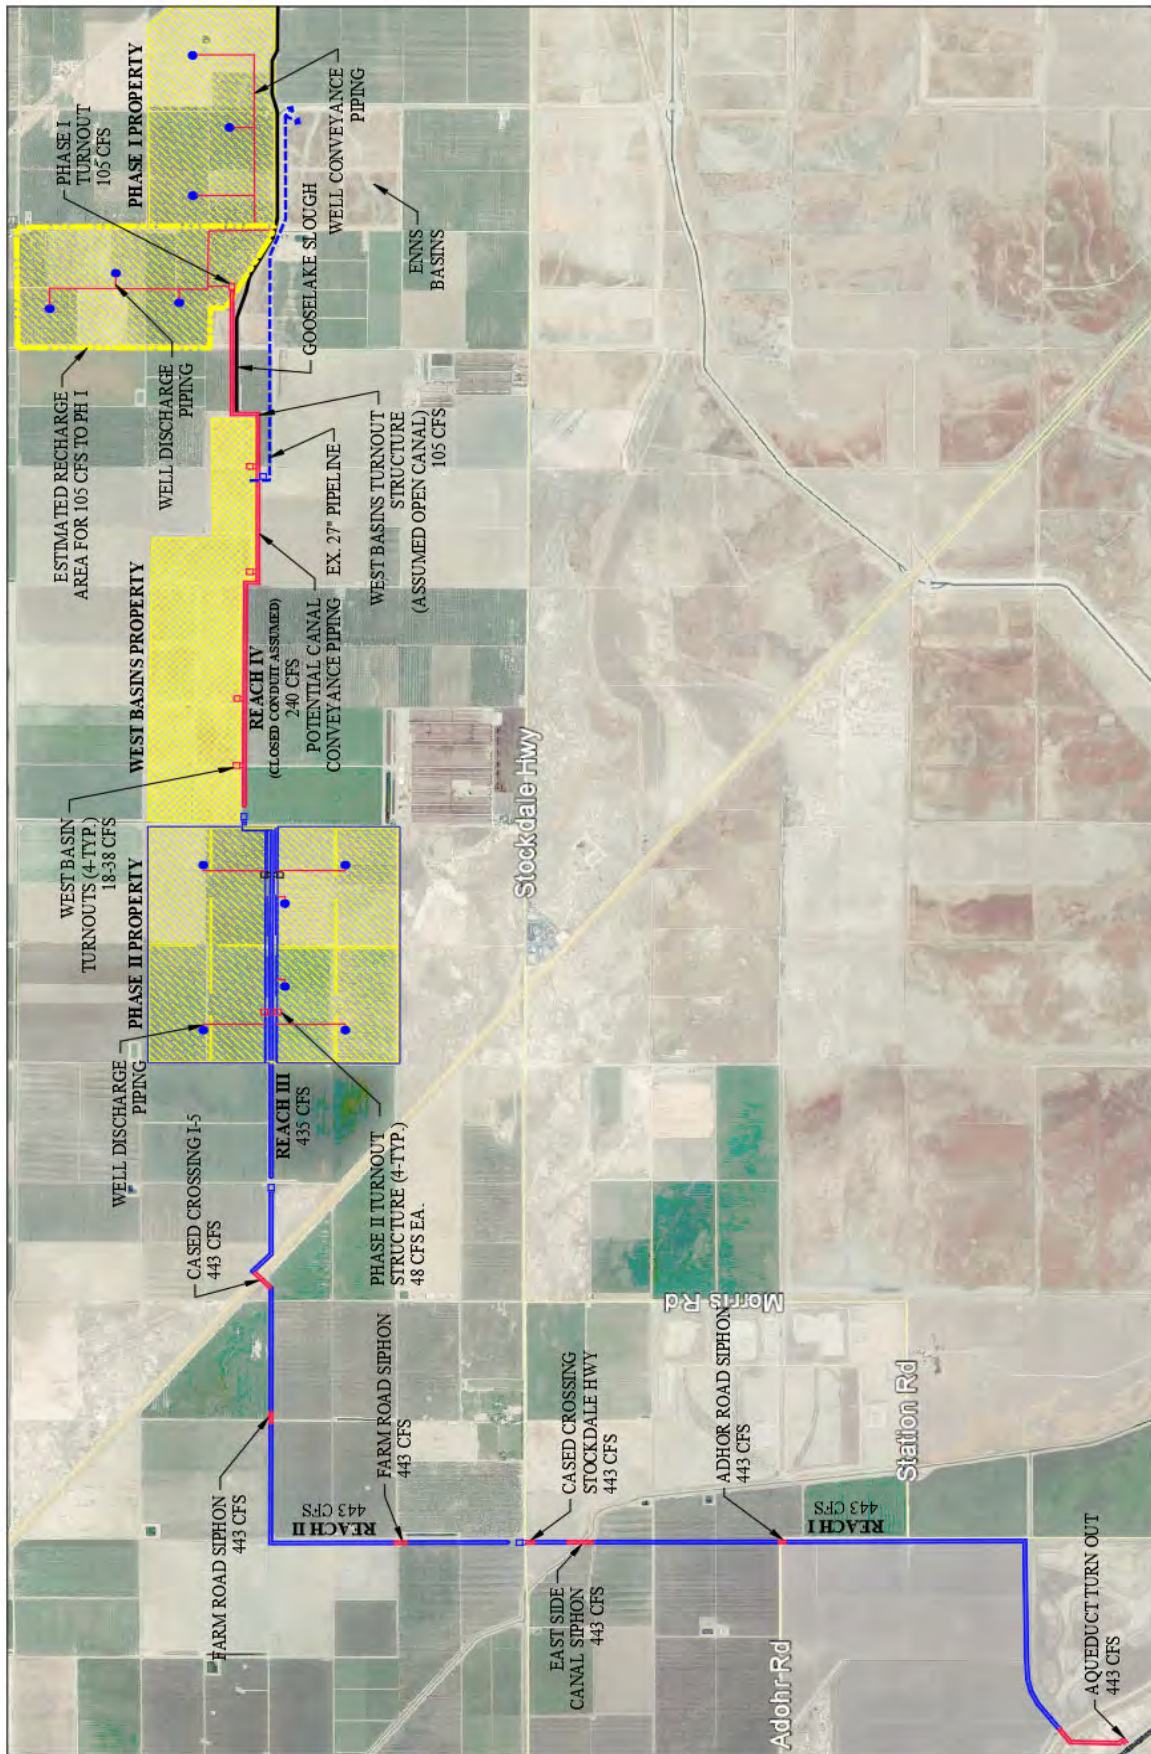 WEST BASIN
TURNOUTS (4-TYP.)
18-38 CFS
PHASE II PROPERTY
WELL DISCHARGE
PIPING
CASED CROSSING I-5
443 CFS
FARM ROAD SIPHON
443 CFS
WEST BASINS PROPERTY
ESTIMATED RECHARGE
AREA FOR 105 CFS TO PH I
WELL DISCHARGE
PIPING
PHASE I
TURNOUT
105 CFS
PHASE I PROPERTY
WELL CONVEYANCE
PIPING
GOOSELAKE SLOUGH
ENNS
BASINS
EX. 27" PIPELINE
WEST BASINS TURNOUT
STRUCTURE
(ASSUMED OPEN CANAL)
105 CFS
REACH IV
(CLOSED CONDUIT ASSUMED)
240 CFS
POTENTIAL CANAL
CONVEYANCE PIPING
REACH III
435 CFS
PHASE II TURNOUT
STRUCTURE (4-TYP.)
48 CFS EA.
REACH II
443 CFS
FARM ROAD SIPHON
443 CFS
Stockdale Hwy
CASED CROSSING
STOCKDALE HWY
443 CFS
EAST SIDE
CANAL SIPHON
443 CFS
Morris Rd
ADHOR ROAD SIPHON
443 CFS
Adohr Rd
REACH I
443 CFS
Station Rd
AQUEDUCT TURN OUT
443 CFS